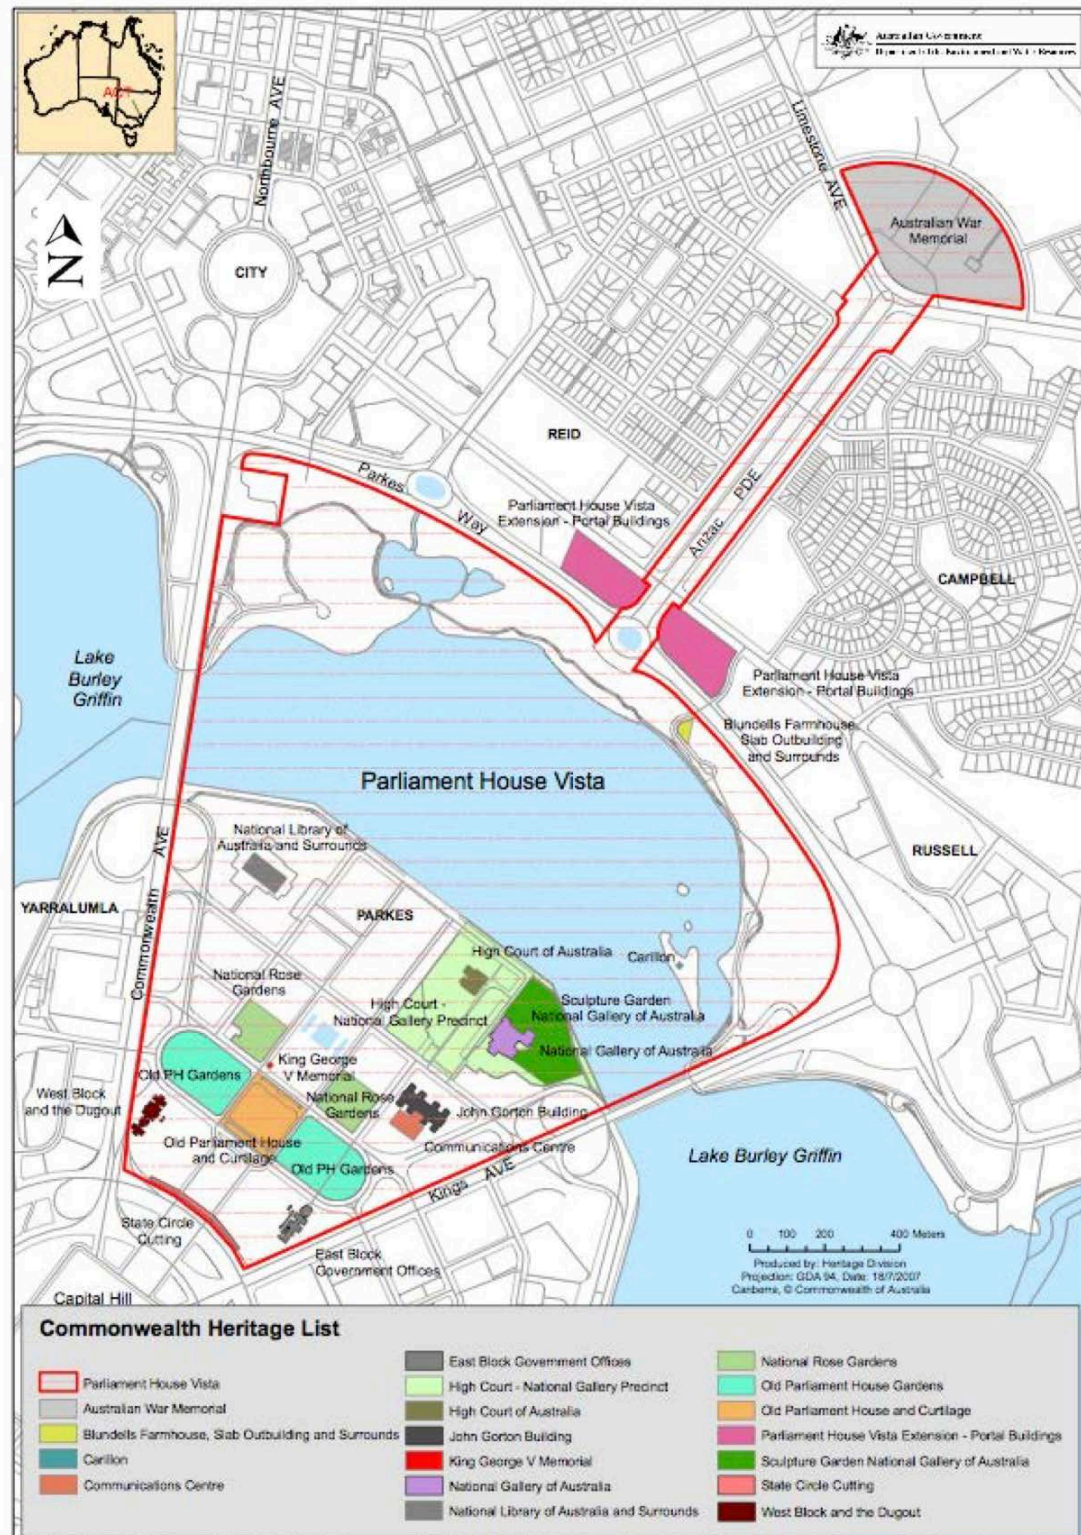 ACT
Australian Government
Department of the Environment and Water Resources
Northbourne AVE
Limestone AVE
Australian War
Memorial
N
CITY
REID
Parkes
Way
Parliament House Vista
Extension - Portal Buildings
Anzac PDE
CAMPBELL
Lake
Burley
Griffin
Parliament House Vista
Extension - Portal Buildings
Blundells Farmhouse,
Slab Outbuilding
and Surrounds
Parliament House Vista
National Library of
Australia and Surrounds
Commonwealth AVE
RUSSELL
YARRALUMLA
PARKES
High Court of Australia
Carillon
National Rose
Gardens
High Court -
National Gallery Precinct
Sculpture Garden
National Gallery of Australia
National Gallery of Australia
King George
V Memorial
Old PH Gardens
West Block
and the Dugout
National Rose
Gardens
John Gorton Building
Old Parliament House
and Curtilage
Communications Centre
Old PH Gardens
Kings AVE
Lake Burley Griffin
State Circle
Cutting
East Block
Government Offices
Capital Hill
0 100 200 400 Meters
Produced by: Heritage Division
Projection: GDA 94, Date: 18/7/2007
Canberra, © Commonwealth of Australia
Commonwealth Heritage List
Parliament House Vista
Australian War Memorial
Blundells Farmhouse, Slab Outbuilding and Surrounds
Carillon
Communications Centre
East Block Government Offices
High Court - National Gallery Precinct
High Court of Australia
John Gorton Building
King George V Memorial
National Gallery of Australia
National Library of Australia and Surrounds
National Rose Gardens
Old Parliament House Gardens
Old Parliament House and Curtilage
Parliament House Vista Extension - Portal Buildings
Sculpture Garden National Gallery of Australia
State Circle Cutting
West Block and the Dugout